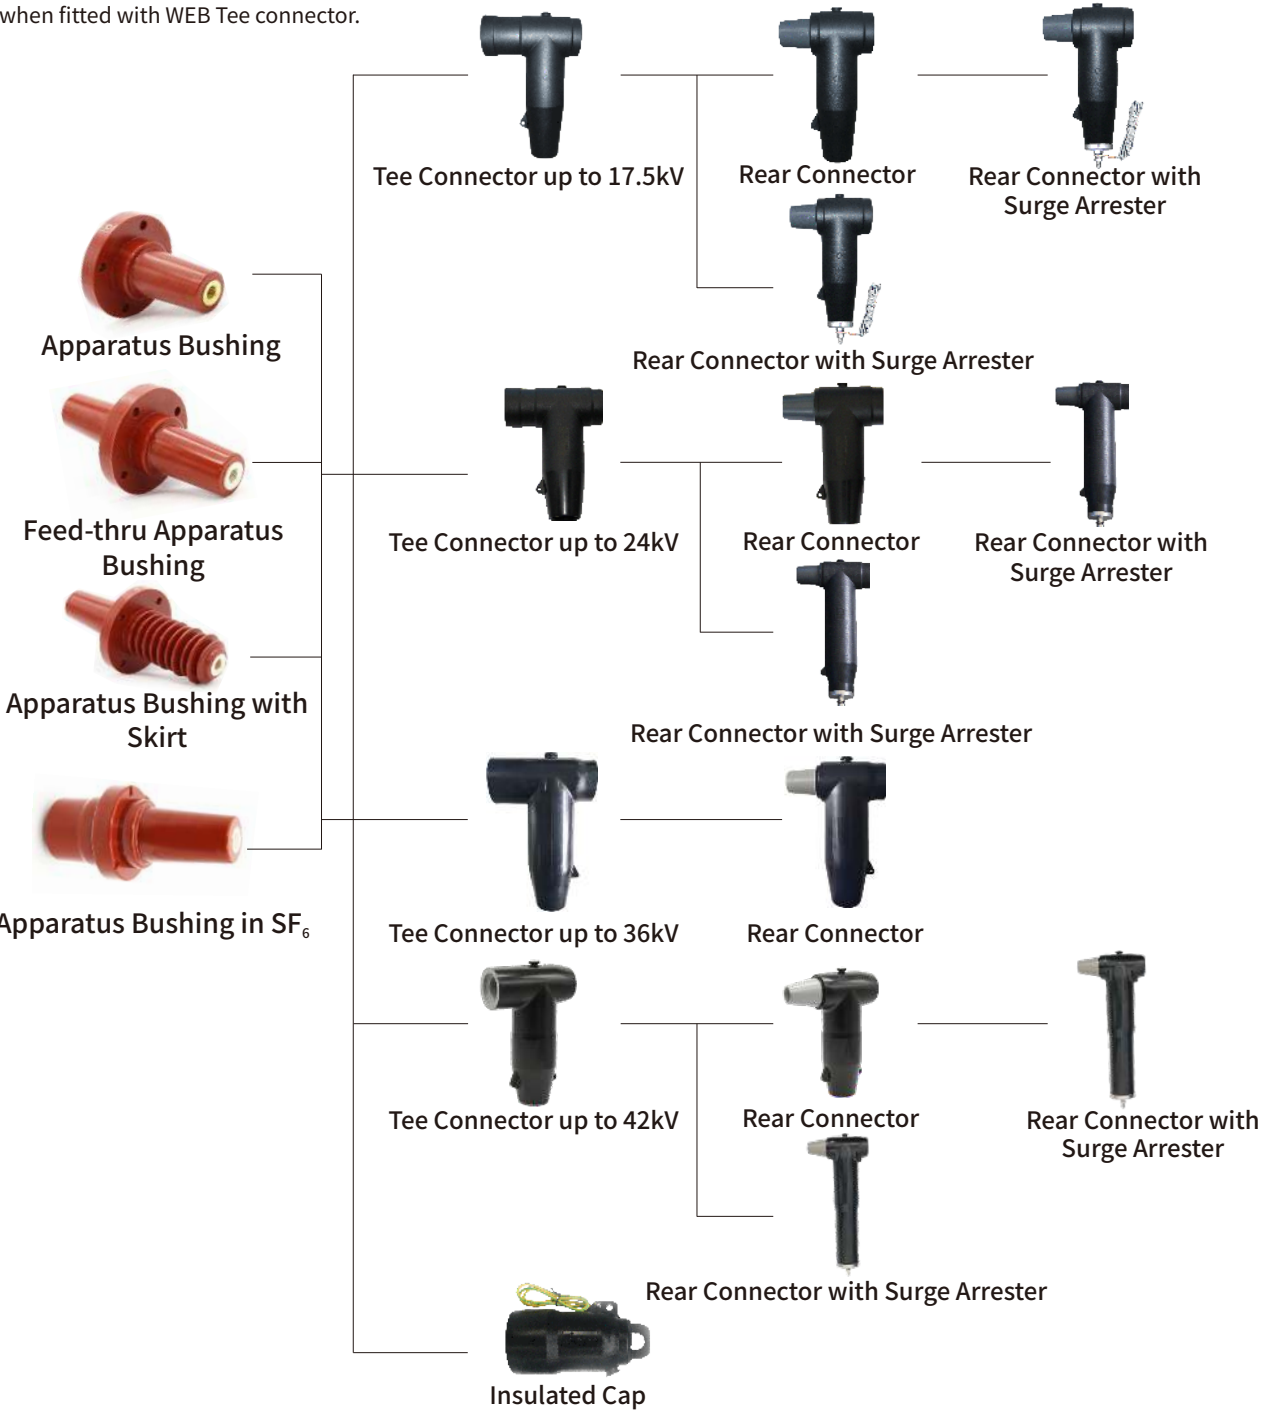 when fitted with WEB Tee connector.
Tee Connector up to 17.5kV
Rear Connector
Rear Connector with
Surge Arrester
Rear Connector with Surge Arrester
Apparatus Bushing
Feed-thru Apparatus
Bushing
Tee Connector up to 24kV
Rear Connector
Rear Connector with
Surge Arrester
Rear Connector with Surge Arrester
Apparatus Bushing with
Skirt
Apparatus Bushing in SF₆
Tee Connector up to 36kV
Rear Connector
Tee Connector up to 42kV
Rear Connector
Rear Connector with
Surge Arrester
Rear Connector with Surge Arrester
Insulated Cap